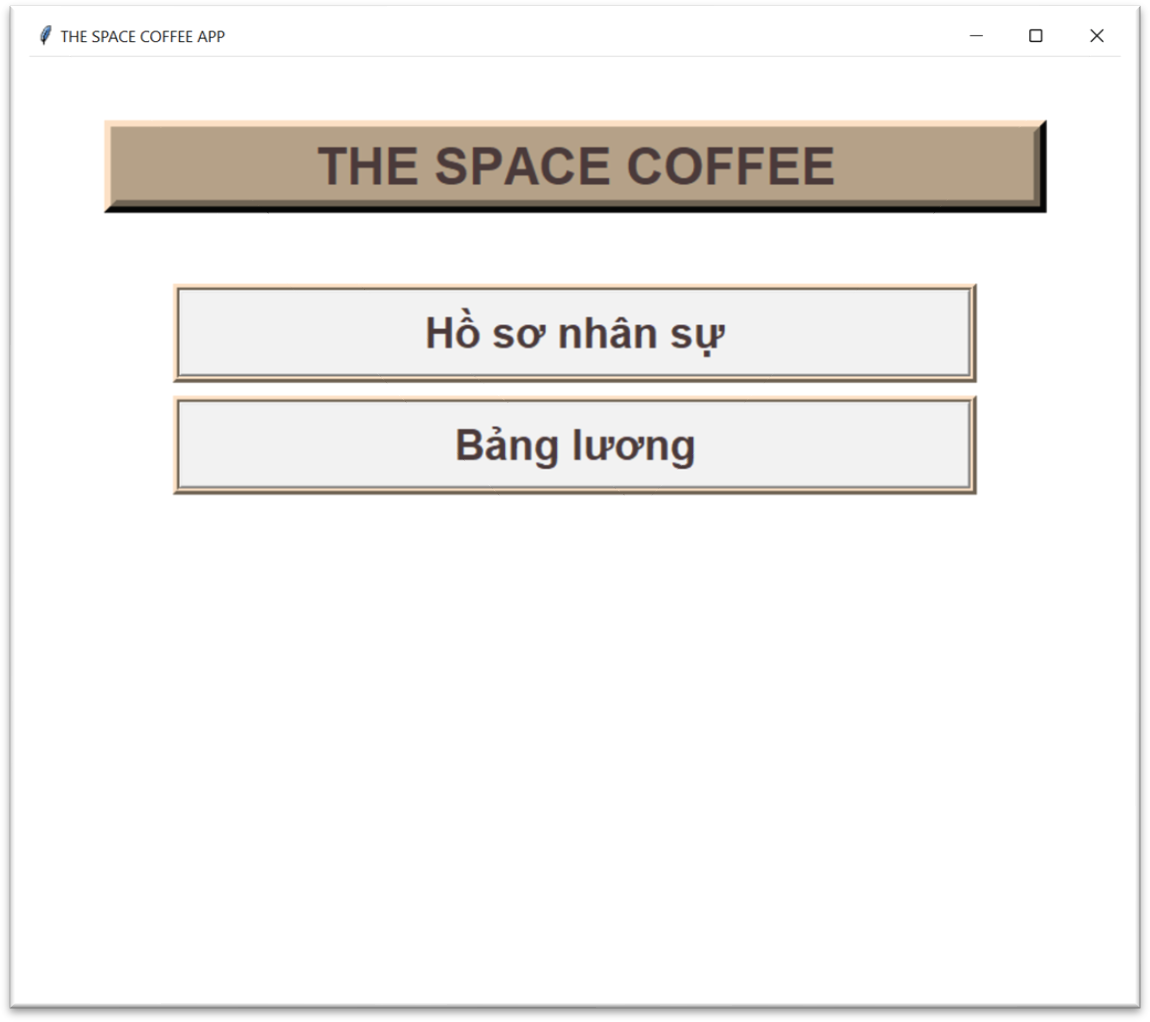 THE SPACE COFFEE APP
THE SPACE COFFEE
Hồ sơ nhân sự
Bảng lương